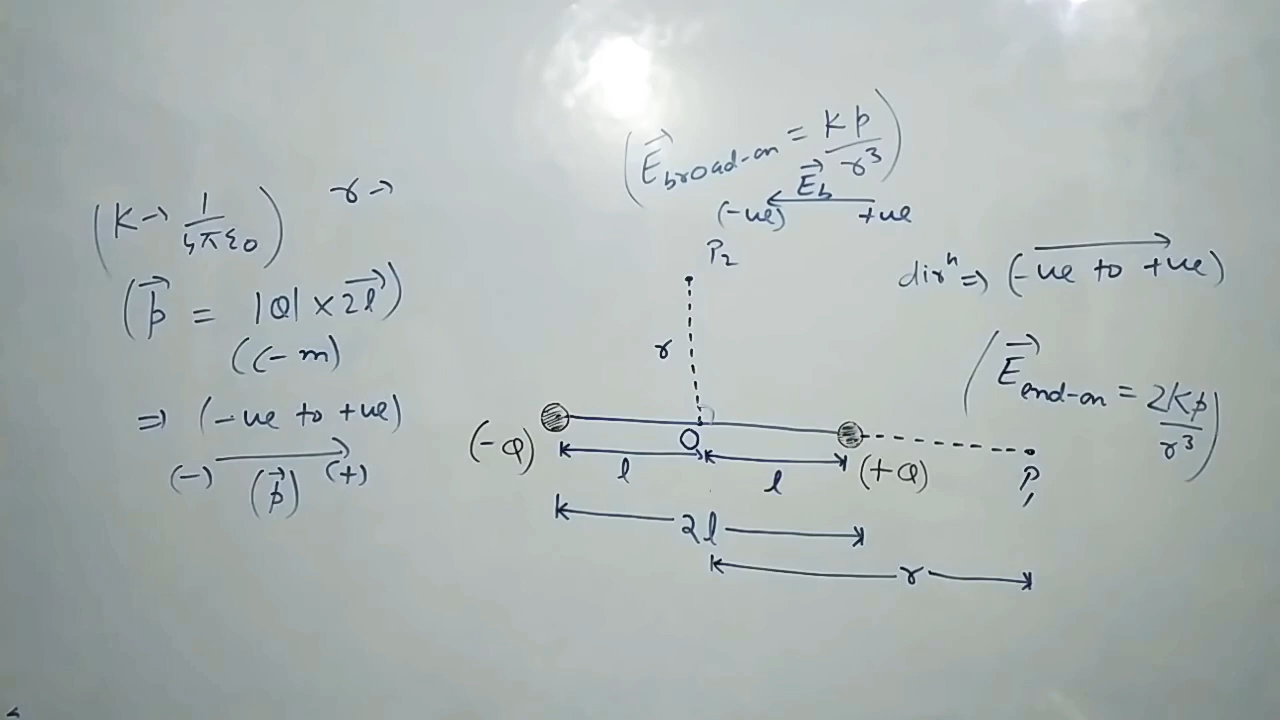 (K → 1/4πε0) r →
(p⃗ = |Q| × 2l⃗)
(C-m)
⇒ (-ve to +ve)
(-) (p⃗) (+)
(E⃗broad-on = Kp/r³)
E⃗b
(-ve) +ve
P2
dirⁿ ⇒ (-ve to +ve)
(E⃗end-on = 2Kp/r³)
r
(-Q) O (+Q) P1
l l
2l
r